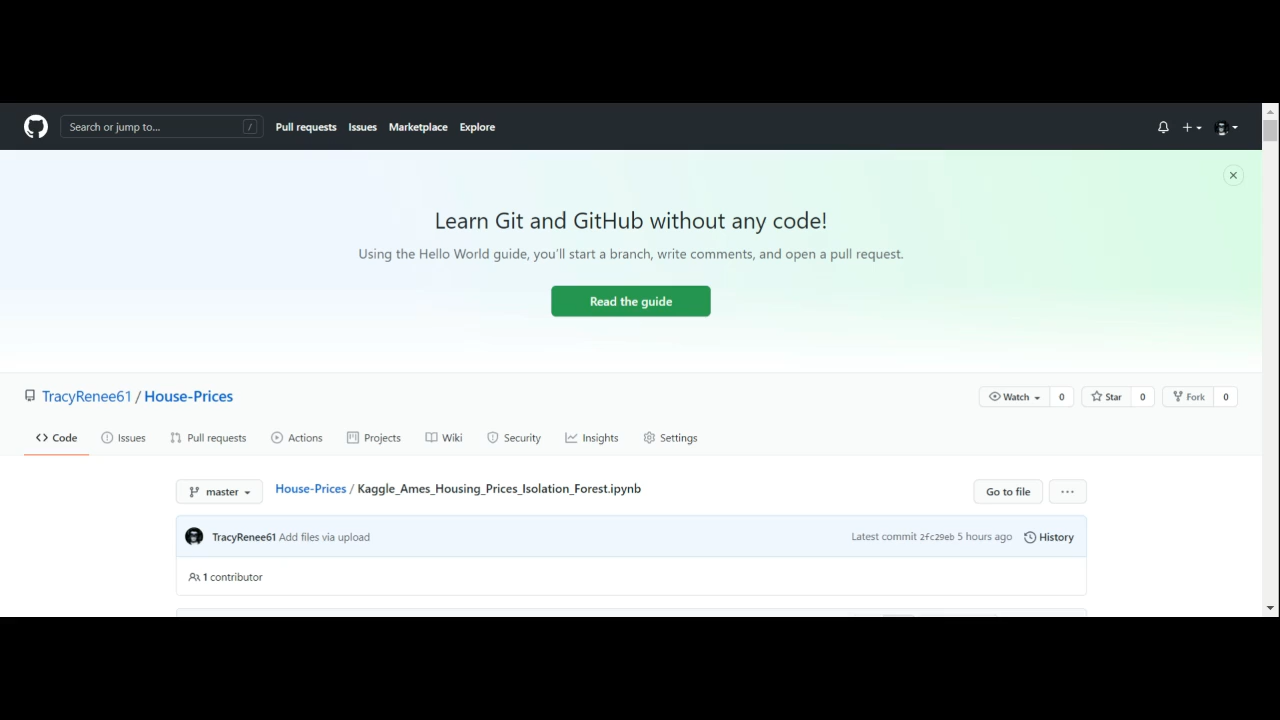 Search or jump to... /
Pull requests Issues Marketplace Explore
Learn Git and GitHub without any code!
Using the Hello World guide, you'll start a branch, write comments, and open a pull request.
Read the guide
TracyRenee61 / House-Prices
Watch 0 Star 0 Fork 0
Code Issues Pull requests Actions Projects Wiki Security Insights Settings
master House-Prices / Kaggle_Ames_Housing_Prices_Isolation_Forest.ipynb Go to file ...
TracyRenee61 Add files via upload Latest commit 2fc29eb 5 hours ago History
1 contributor